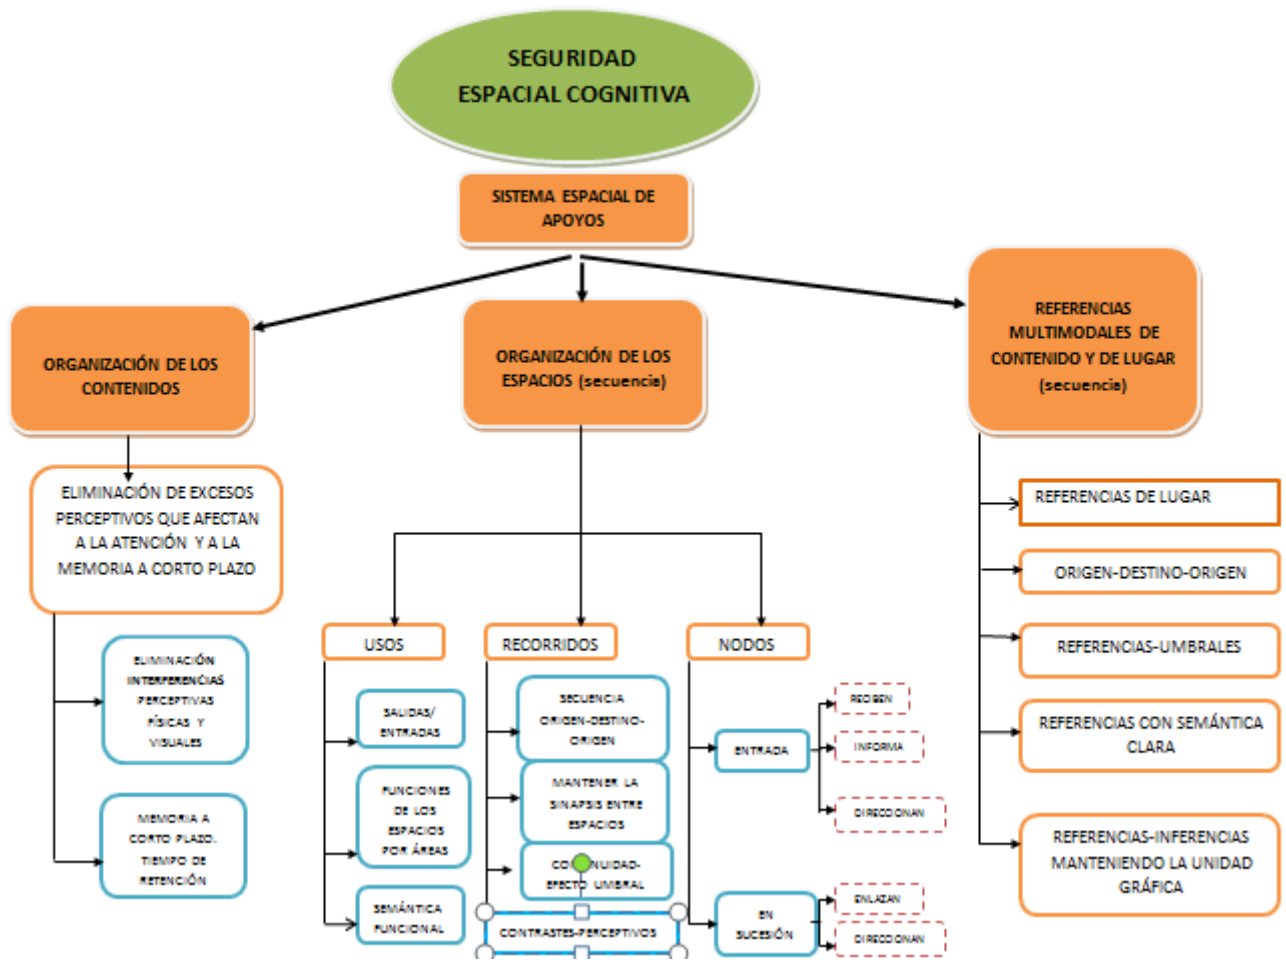 SEGURIDAD
ESPACIAL COGNITIVA
SISTEMA ESPACIAL DE
APOYOS
ORGANIZACIÓN DE LOS
CONTENIDOS
ELIMINACIÓN DE EXCESOS
PERCEPTIVOS QUE AFECTAN
A LA ATENCIÓN Y A LA
MEMORIA A CORTO PLAZO
ELIMINACIÓN
INTERFERENCIAS
PERCEPTIVAS
FÍSICAS Y
VISUALES
MEMORIA A
CORTO PLAZO.
TIEMPO DE
RETENCIÓN
ORGANIZACIÓN DE LOS
ESPACIOS (secuencia)
USOS
SALIDAS/
ENTRADAS
FUNCIONES
DE LOS
ESPACIOS
POR ÁREAS
SEMÁNTICA
FUNCIONAL
RECORRIDOS
SECUENCIA
ORIGEN-DESTINO-
ORIGEN
MANTENER LA
SINAPSIS ENTRE
ESPACIOS
EFECTO UMBRAL
CONTRASTES-PERCEPTIVOS
NODOS
ENTRADA
RECIBEN
INFORMA
DIRECCIONAN
EN
SUCESIÓN
ENLAZAN
DIRECCIONAN
REFERENCIAS
MULTIMODALES DE
CONTENIDO Y DE LUGAR
(secuencia)
REFERENCIAS DE LUGAR
ORIGEN-DESTINO-ORIGEN
REFERENCIAS-UMBRALES
REFERENCIAS CON SEMÁNTICA
CLARA
REFERENCIAS-INFERENCIAS
MANTENIENDO LA UNIDAD
GRÁFICA